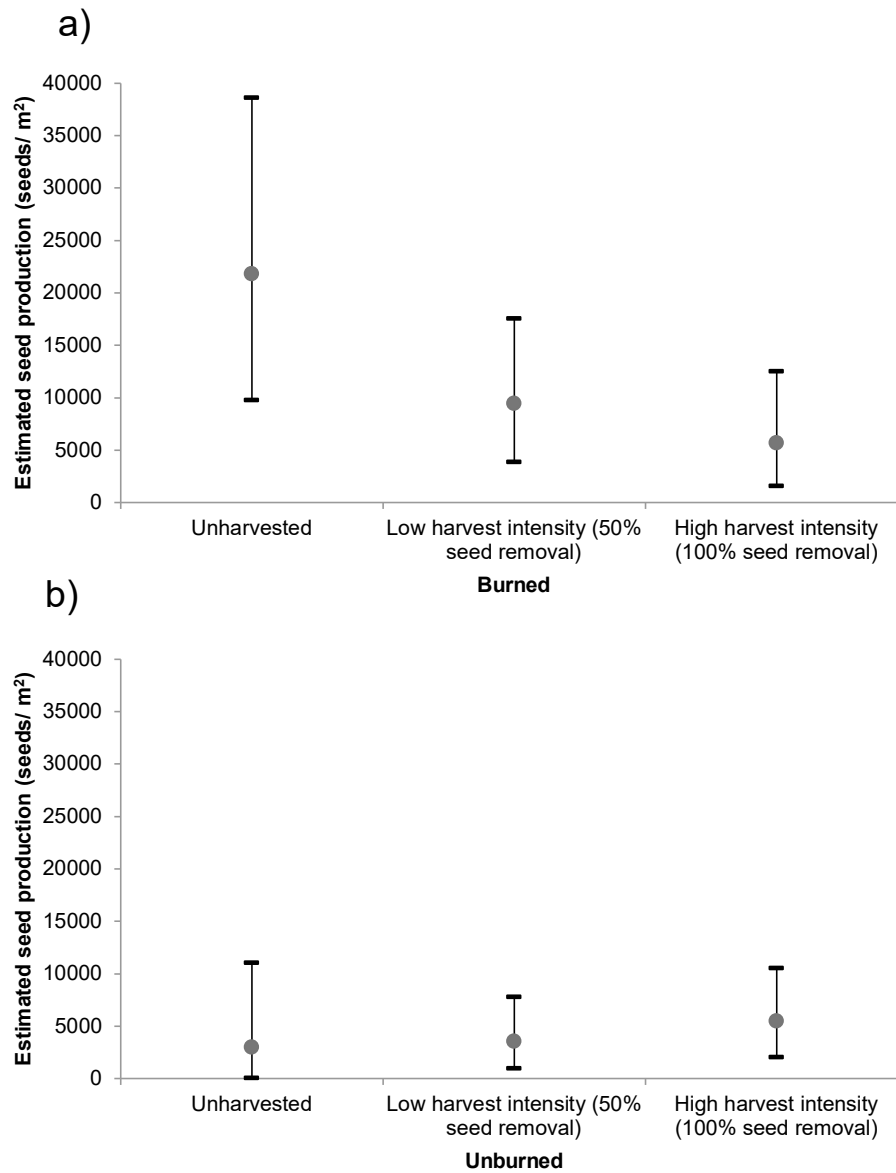 a)
Estimated seed production (seeds/ m²)
40000
35000
30000
25000
20000
15000
10000
5000
0
Unharvested
Low harvest intensity (50%
seed removal)
High harvest intensity
(100% seed removal)
Burned
b)
Estimated seed production (seeds/ m²)
40000
35000
30000
25000
20000
15000
10000
5000
0
Unharvested
Low harvest intensity (50%
seed removal)
High harvest intensity
(100% seed removal)
Unburned